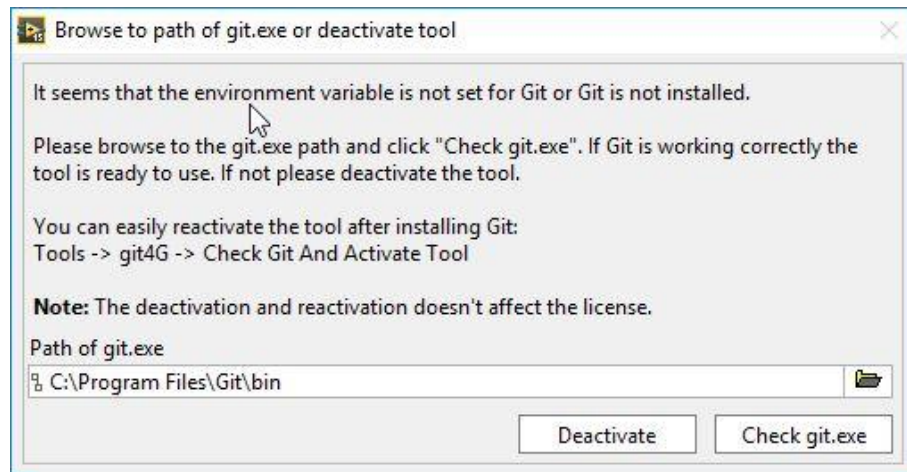 Browse to path of git.exe or deactivate tool
It seems that the environment variable is not set for Git or Git is not installed.
Please browse to the git.exe path and click "Check git.exe". If Git is working correctly the
tool is ready to use. If not please deactivate the tool.
You can easily reactivate the tool after installing Git:
Tools -> git4G -> Check Git And Activate Tool
Note: The deactivation and reactivation doesn't affect the license.
Path of git.exe
C:\Program Files\Git\bin
Deactivate Check git.exe